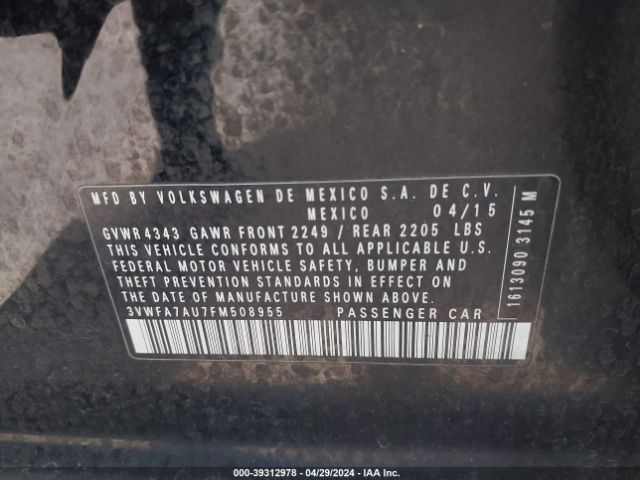 MFD BY VOLKSWAGEN DE MEXICO S.A. DE C.V.
MEXICO 04/15
GVWR 4343 GAWR FRONT 2249 / REAR 2205 LBS
THIS VEHICLE CONFORMS TO ALL APPLICABLE U.S.
FEDERAL MOTOR VEHICLE SAFETY, BUMPER AND
THEFT PREVENTION STANDARDS IN EFFECT ON
THE DATE OF MANUFACTURE SHOWN ABOVE.
3VWFA7AU7FM508955 PASSENGER CAR
1613090 3145 M
000-39312978 - 04/29/2024 - IAA Inc.